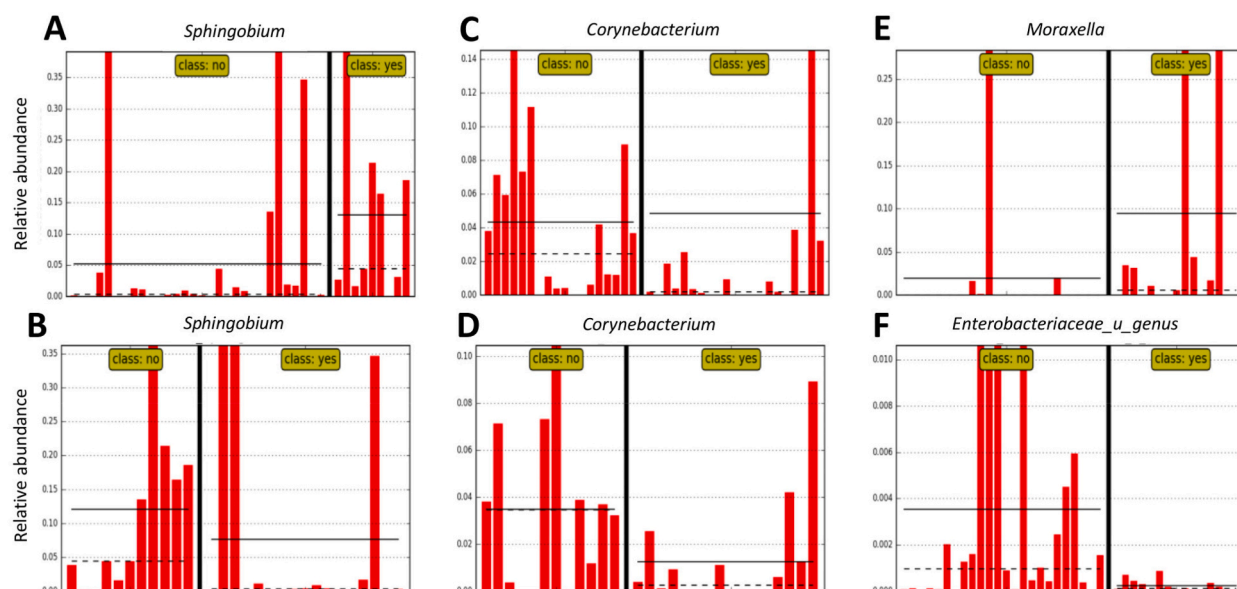 A
Sphingobium
Relative abundance
0.35
0.30
0.25
0.20
0.15
0.10
0.05
0.00
class: no
class: yes
C
Corynebacterium
0.14
0.12
0.10
0.08
0.06
0.04
0.02
0.00
class: no
class: yes
E
Moraxella
0.25
0.20
0.15
0.10
0.05
0.00
class: no
class: yes
B
Sphingobium
Relative abundance
0.35
0.30
0.25
0.20
0.15
0.10
0.05
0.00
class: no
class: yes
D
Corynebacterium
0.10
0.08
0.06
0.04
0.02
class: no
class: yes
F
Enterobacteriaceae_u_genus
0.010
0.008
0.006
0.004
0.002
0.000
class: no
class: yes